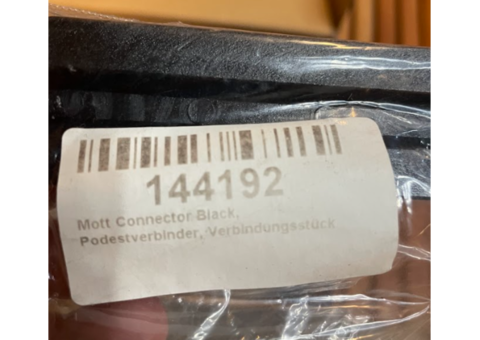 144192
Mott Connector Black,
Podestverbinder, Verbindungsstück